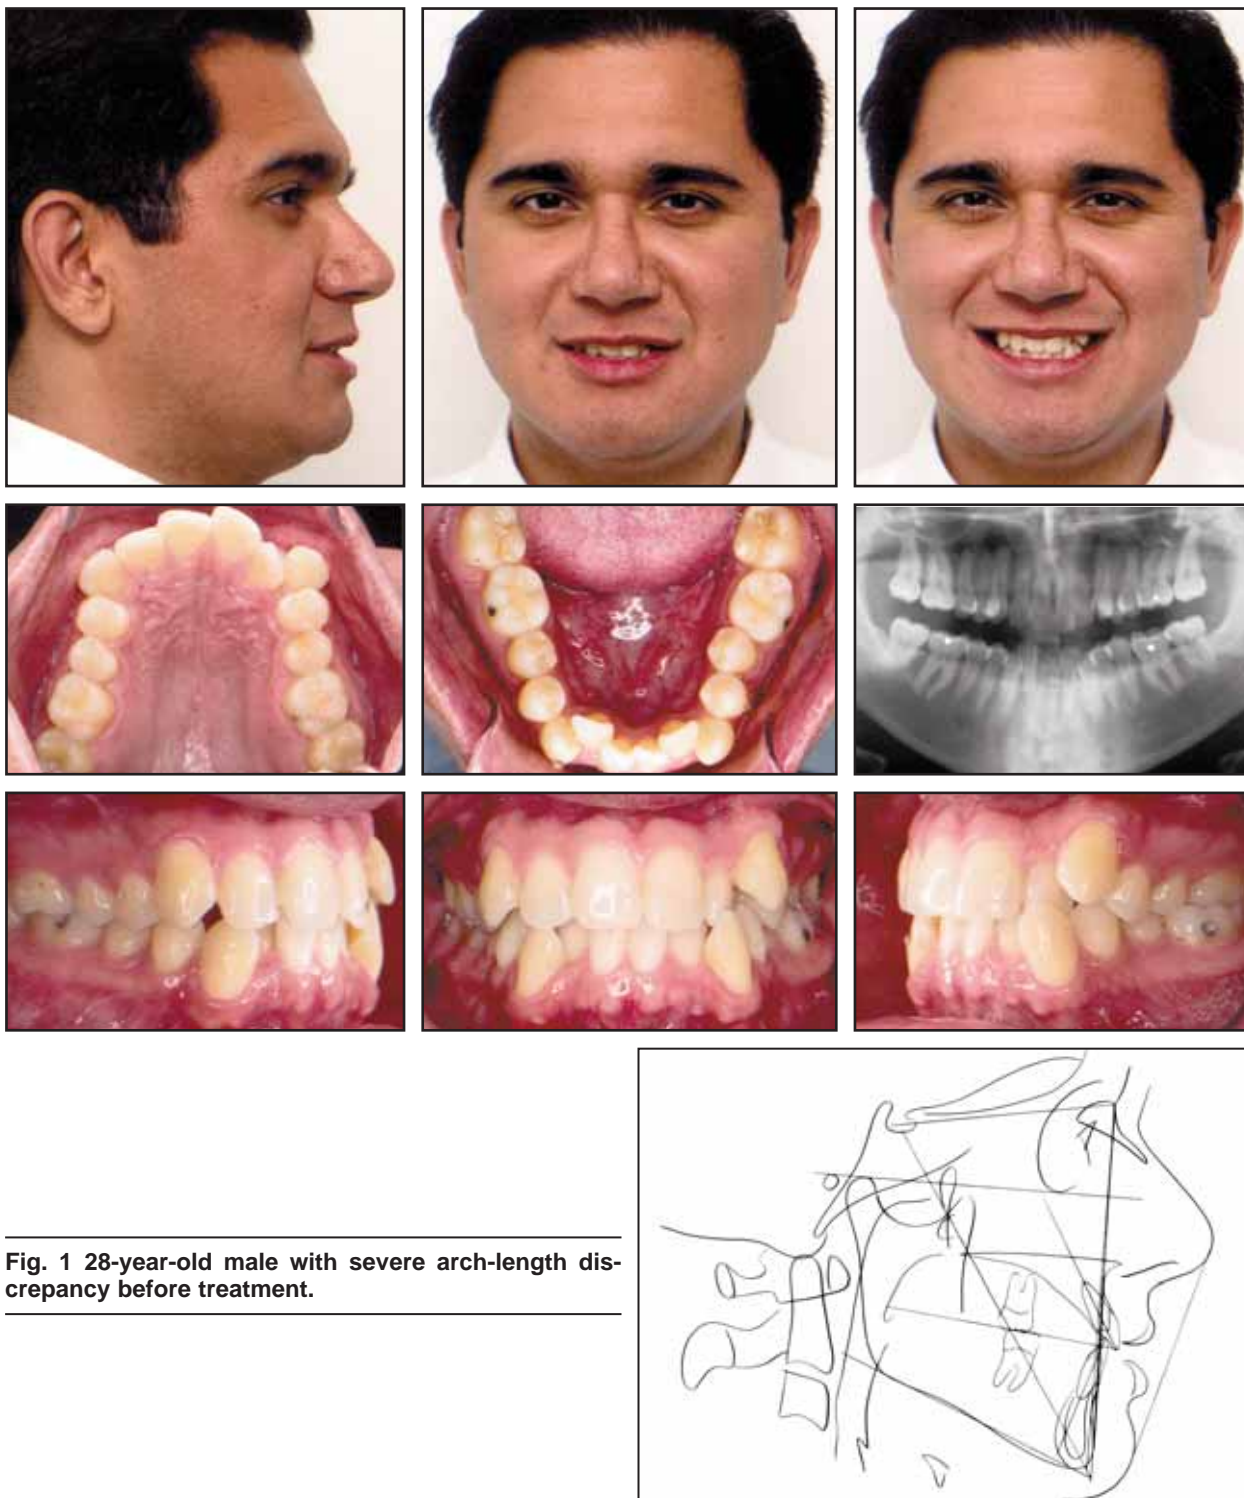 Fig. 1 28-year-old male with severe arch-length dis-
crepancy before treatment.